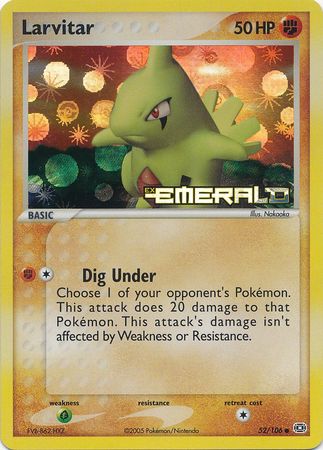 Larvitar 50 HP
EX
EMERALD
BASIC
Illus. Nakaoka
Dig Under
Choose 1 of your opponent's Pokémon.
This attack does 20 damage to that
Pokémon. This attack's damage isn't
affected by Weakness or Resistance.
weakness resistance retreat cost
©2005 Pokémon/Nintendo 52/106